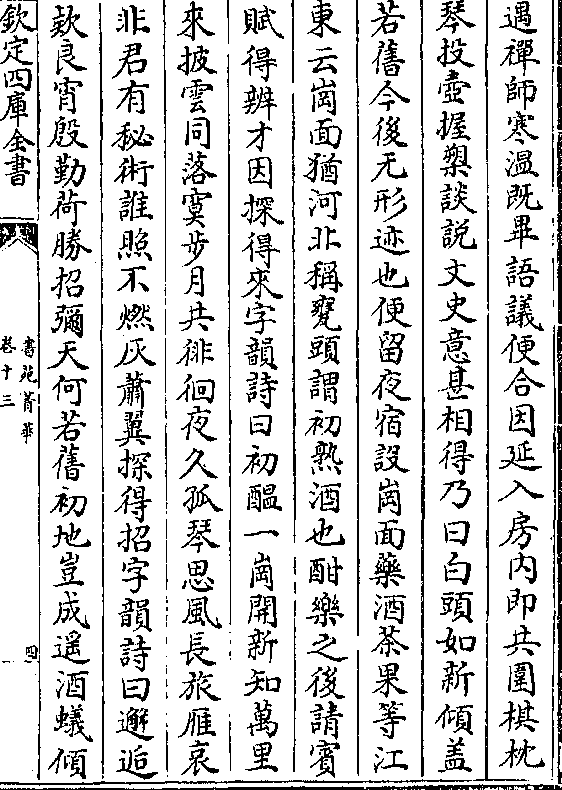 遇禪師寒溫既畢語議便合因延入房内即共圍棋枕
琴投壺握槊談説文史意甚相得乃曰白頭如新傾盖
若舊今後无形迹也便留夜宿設崗面藥酒茶果等江
東云崗面猶河北稱甕頭謂初熟酒也酣樂之後請賓
賦得辨才因探得來字韻詩曰初醖一崗開新知萬里
來披雲同落寞步月共徘徊夜久孤琴思風長旅雁哀
非君有秘術誰照不燃灰蕭翼探得招字韻詩曰邂逅
欵良宵殷勤荷勝招彌天何若舊初地豈成遥酒蟻傾
欽定四庫全書
書苑菁華
卷十三
四